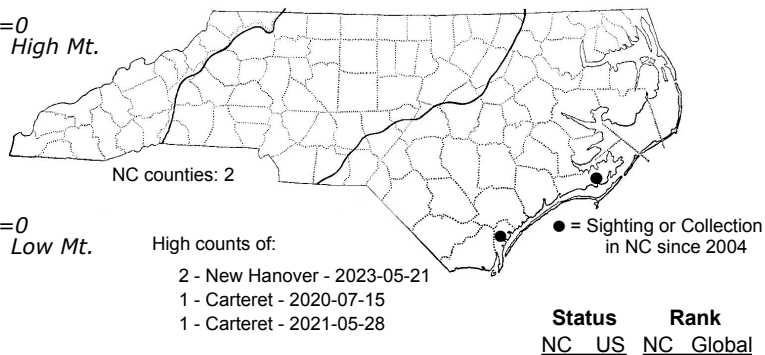 =0
High Mt.
NC counties: 2
=0
Low Mt.
High counts of:
2 - New Hanover - 2023-05-21
1 - Carteret - 2020-07-15
1 - Carteret - 2021-05-28
● = Sighting or Collection
in NC since 2004
Status Rank
NC US NC Global